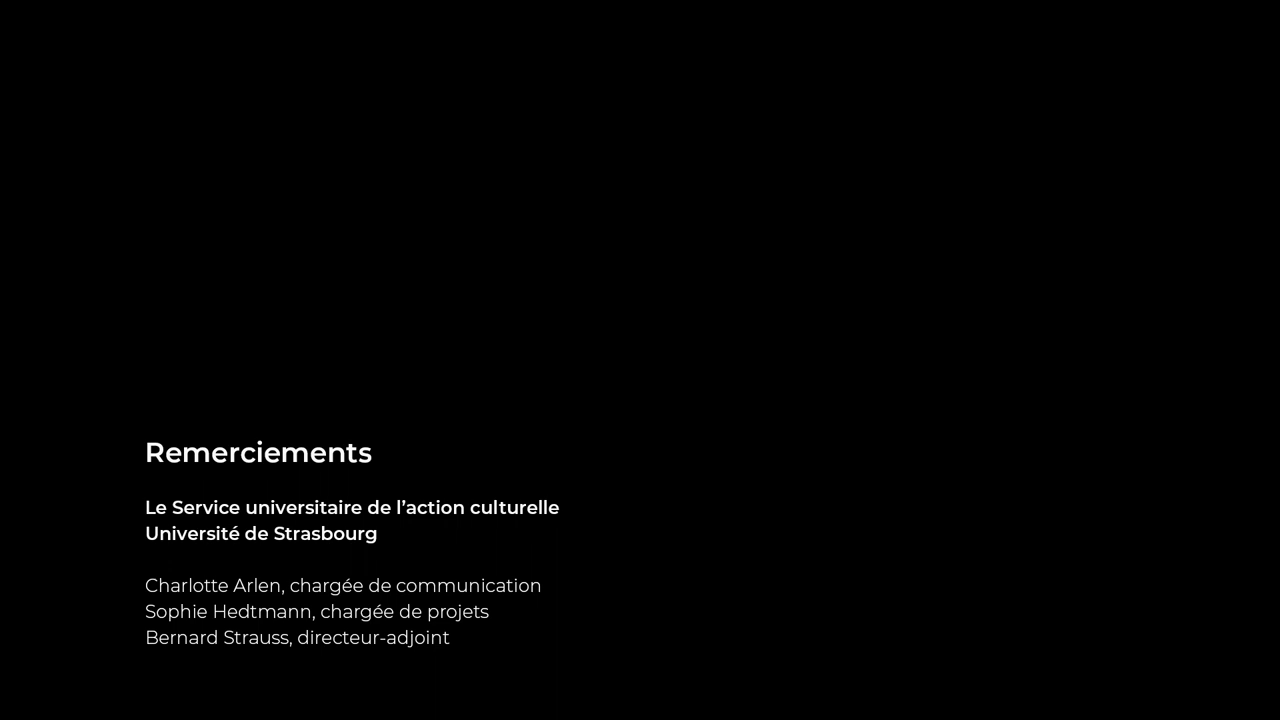 Remerciements
Le Service universitaire de l’action culturelle
Université de Strasbourg
Charlotte Arlen, chargée de communication
Sophie Hedtmann, chargée de projets
Bernard Strauss, directeur-adjoint